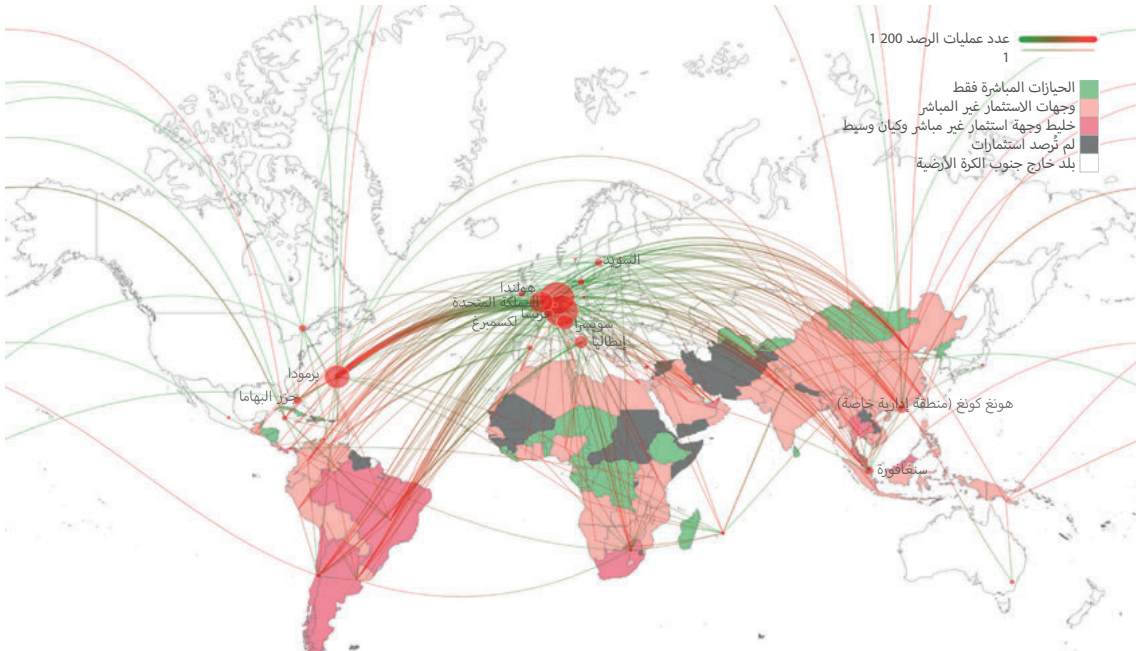 عدد عمليات الرصد 200 1
1
الحيازات المباشرة فقط
وجهات الاستثمار غير المباشر
خليط وجهة استثمار غير مباشر وكيان وسيط
لم تُرصد استثمارات
بلد خارج جنوب الكرة الأرضية
السويد
هولندا
المملكة المتحدة
فرنسا
لكسمبرغ
سويسرا
إيطاليا
برمودا
جزر البهاما
هونغ كونغ (منطقة إدارية خاصة)
سنغافورة